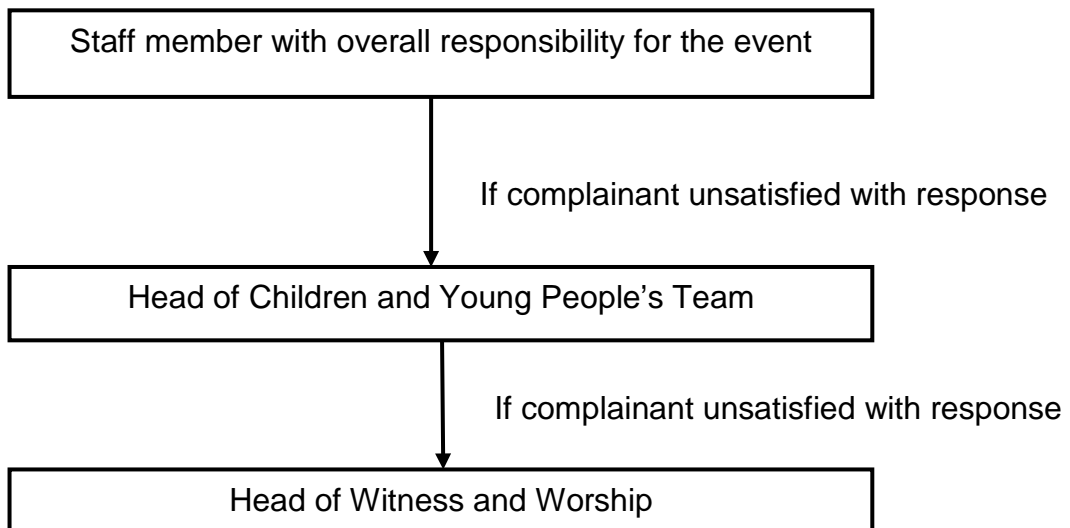 Staff member with overall responsibility for the event
If complainant unsatisfied with response
Head of Children and Young People’s Team
If complainant unsatisfied with response
Head of Witness and Worship